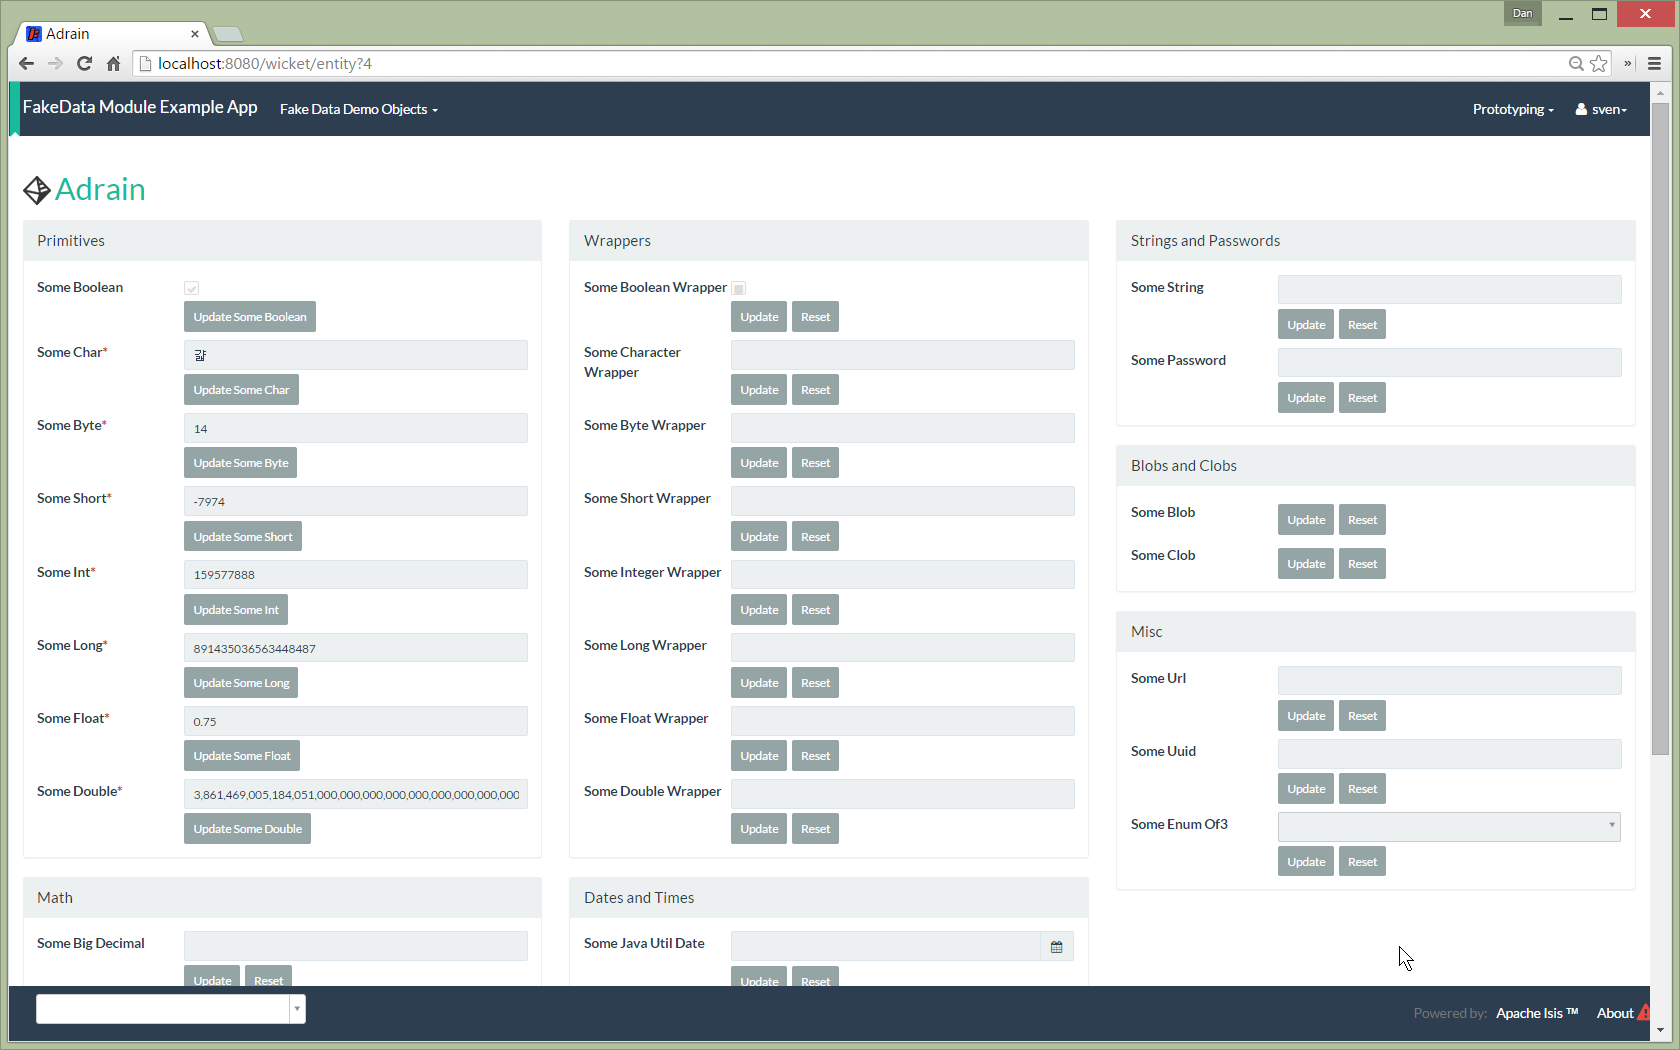 Dan
Adrain
localhost:8080/wicket/entity?4
FakeData Module Example App
Fake Data Demo Objects
Prototyping
sven
Adrain
Primitives
Some Boolean
Update Some Boolean
Some Char*
Update Some Char
Some Byte*
14
Update Some Byte
Some Short*
-7974
Update Some Short
Some Int*
159577888
Update Some Int
Some Long*
891435036563448487
Update Some Long
Some Float*
0.75
Update Some Float
Some Double*
3,861,469,005,184,051,000,000,000,000,000,000,000,000,000
Update Some Double
Math
Some Big Decimal
Update Reset
Wrappers
Some Boolean Wrapper
Update Reset
Some Character
Wrapper
Update Reset
Some Byte Wrapper
Update Reset
Some Short Wrapper
Update Reset
Some Integer Wrapper
Update Reset
Some Long Wrapper
Update Reset
Some Float Wrapper
Update Reset
Some Double Wrapper
Update Reset
Dates and Times
Some Java Util Date
Update Reset
Strings and Passwords
Some String
Update Reset
Some Password
Update Reset
Blobs and Clobs
Some Blob
Update Reset
Some Clob
Update Reset
Misc
Some Url
Update Reset
Some Uuid
Update Reset
Some Enum Of3
Update Reset
Powered by: Apache Isis ™ About